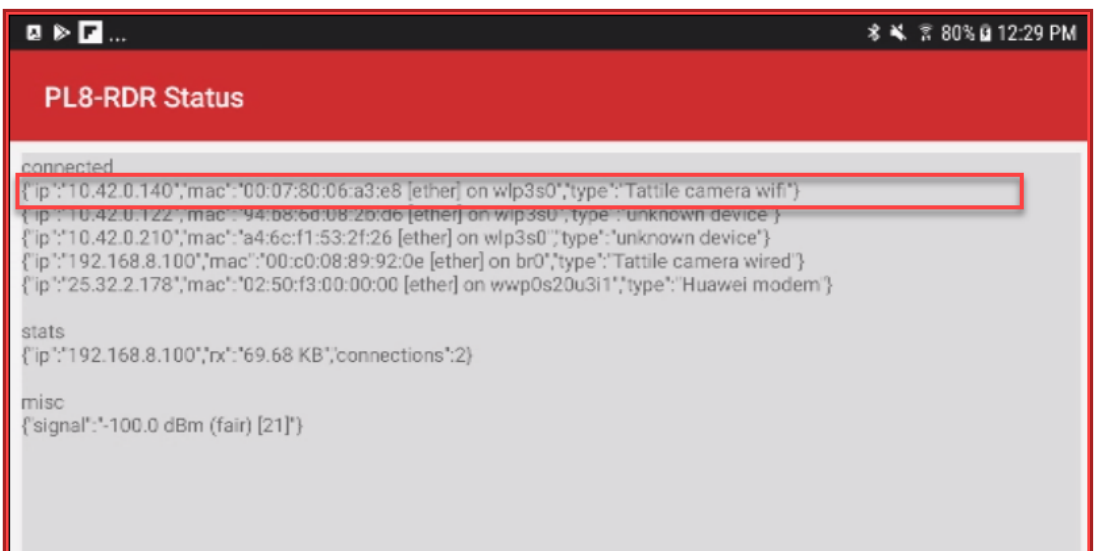 ... 80% 12:29 PM
PL8-RDR Status
connected
{"ip":"10.42.0.140","mac":"00:07:80:06:a3:e8 [ether] on wlp3s0","type":"Tattile camera wifi"}
{"ip":"10.42.0.122","mac":"94:b8:6d:08:2b:d6 [ether] on wlp3s0","type":"unknown device"}
{"ip":"10.42.0.210","mac":"a4:6c:f1:53:2f:26 [ether] on wlp3s0","type":"unknown device"}
{"ip":"192.168.8.100","mac":"00:c0:08:89:92:0e [ether] on br0","type":"Tattile camera wired"}
{"ip":"25.32.2.178","mac":"02:50:f3:00:00:00 [ether] on wwp0s20u3i1","type":"Huawei modem"}
stats
{"ip":"192.168.8.100","rx":"69.68 KB","connections":2}
misc
{"signal":"-100.0 dBm (fair) [21]"}